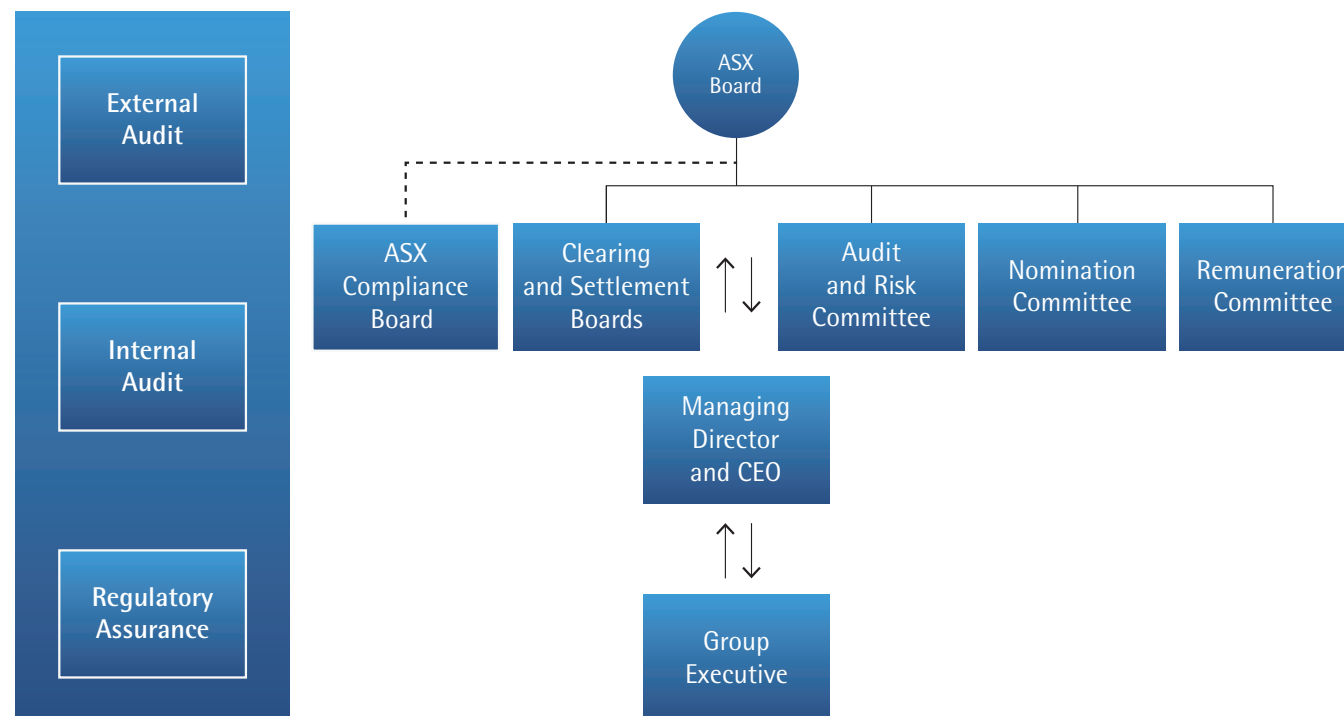 External
Audit
Internal
Audit
Regulatory
Assurance
ASX
Board
ASX
Compliance
Board
Clearing
and Settlement
Boards
Audit
and Risk
Committee
Nomination
Committee
Remuneration
Committee
Managing
Director
and CEO
Group
Executive